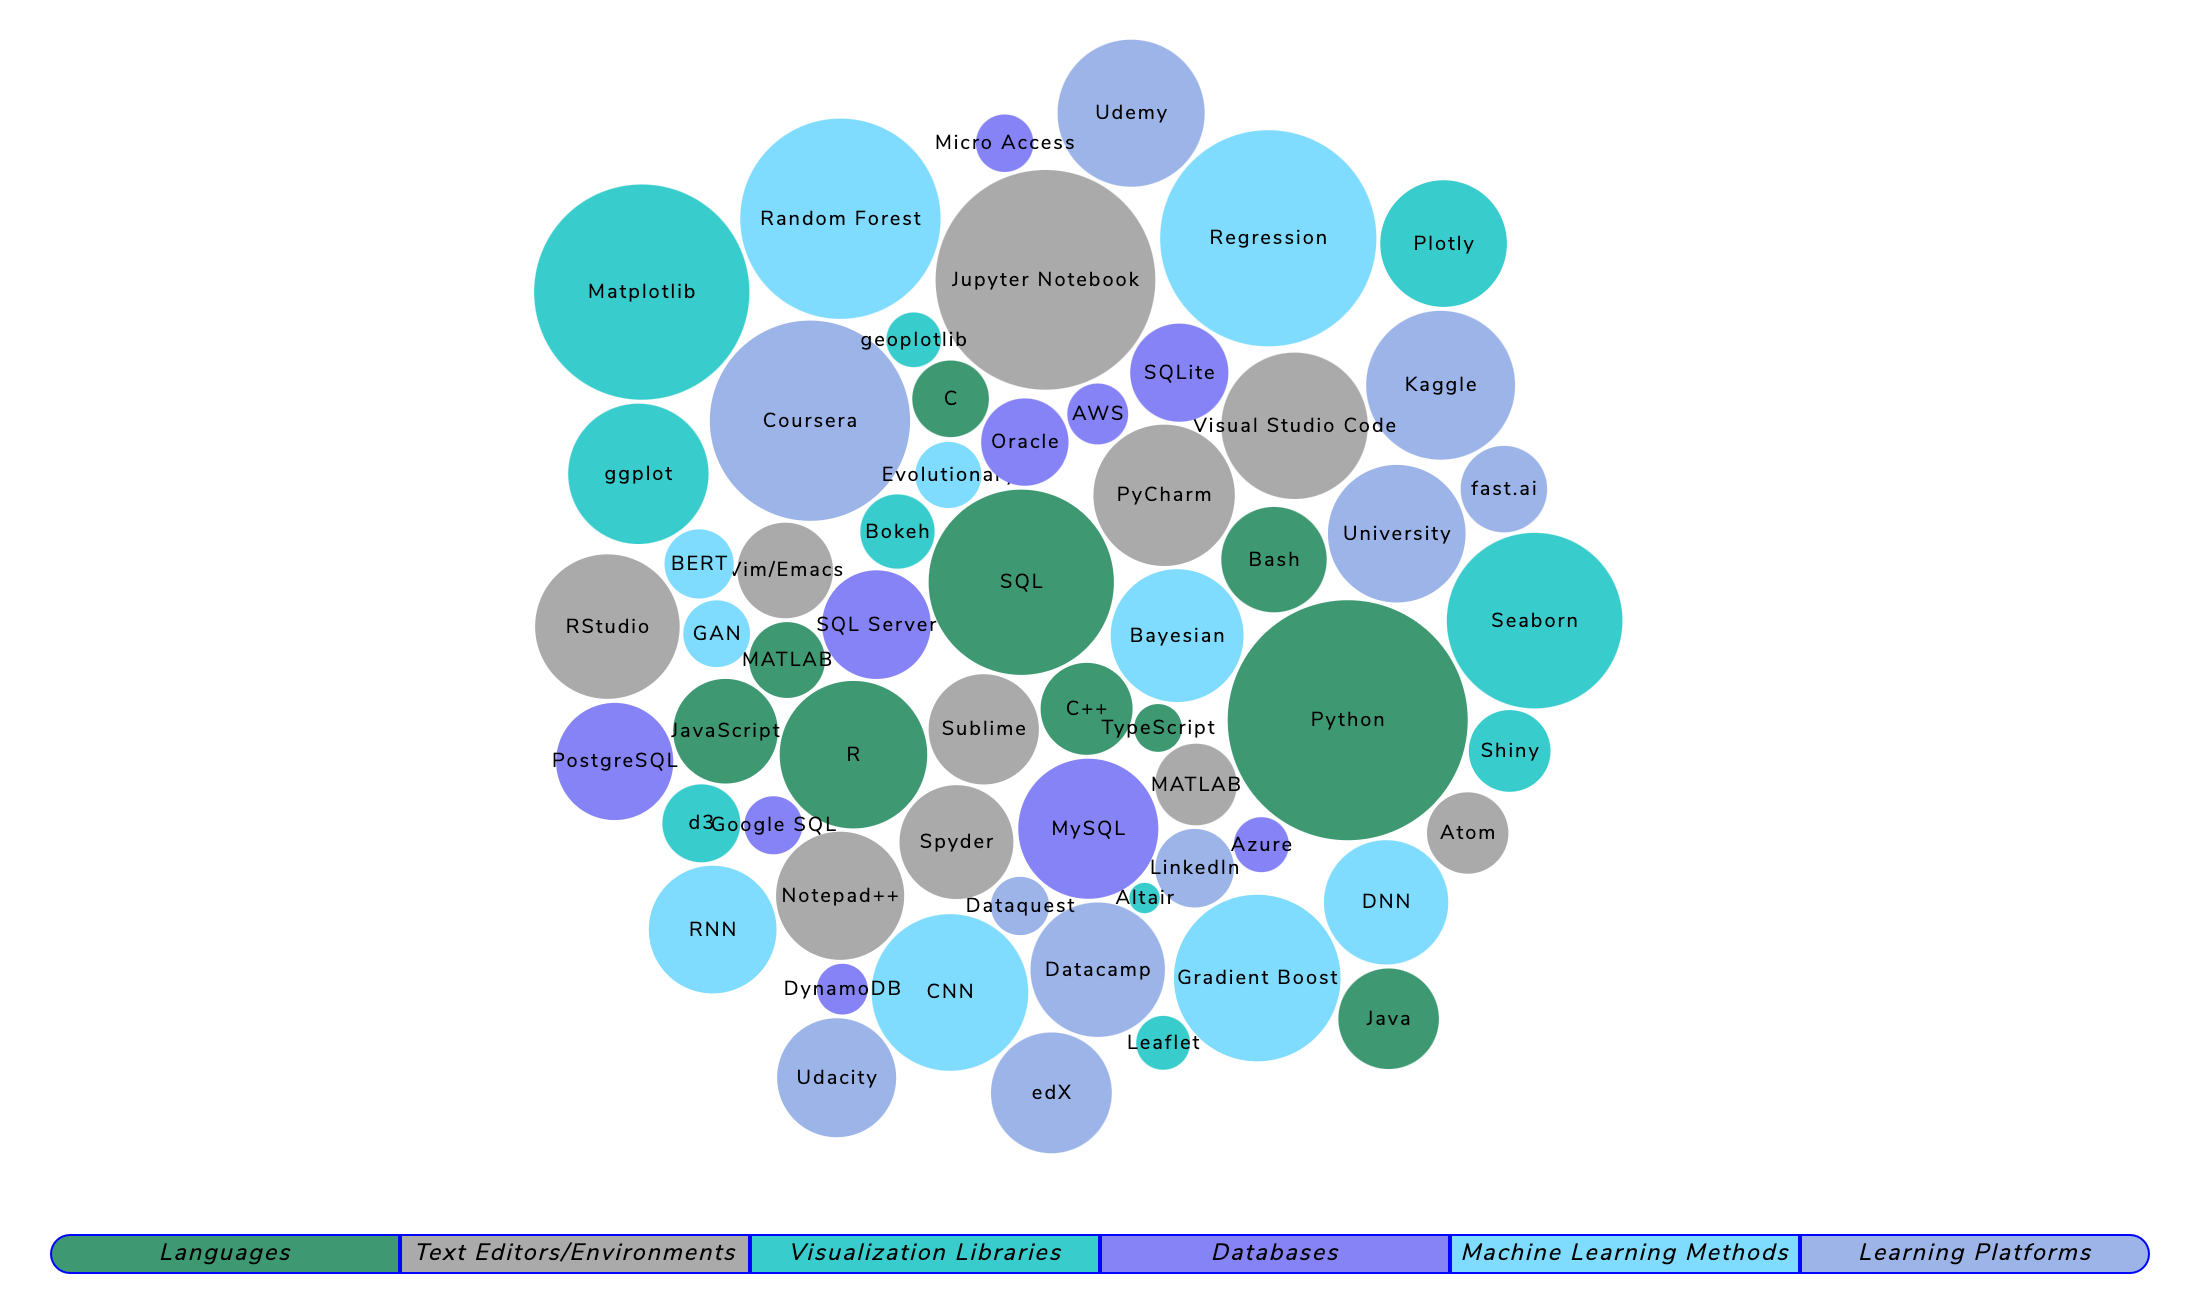 Udemy
Micro Access
Random Forest
Regression
Plotly
Jupyter Notebook
Matplotlib
geoplotlib
SQLite
Kaggle
C
AWS
Coursera
Visual Studio Code
Oracle
ggplot
Evolutionary
fast.ai
PyCharm
Bokeh
University
Bash
BERT
Vim/Emacs
SQL
Seaborn
SQL Server
RStudio
GAN
Bayesian
MATLAB
C++
Python
TypeScript
Sublime
JavaScript
R
Shiny
PostgreSQL
MATLAB
d3
Google SQL
MySQL
Atom
Spyder
Azure
LinkedIn
Notepad++
Altair
DNN
Dataquest
RNN
Datacamp
Gradient Boost
DynamoDB
CNN
Java
Leaflet
Udacity
edX
Languages
Text Editors/Environments
Visualization Libraries
Databases
Machine Learning Methods
Learning Platforms